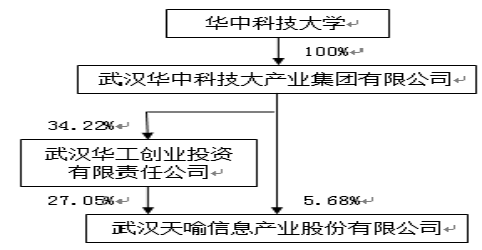 华中科技大学
100%
武汉华中科技大产业集团有限公司
34.22%
武汉华工创业投资
有限责任公司
27.05%
5.68%
武汉天喻信息产业股份有限公司